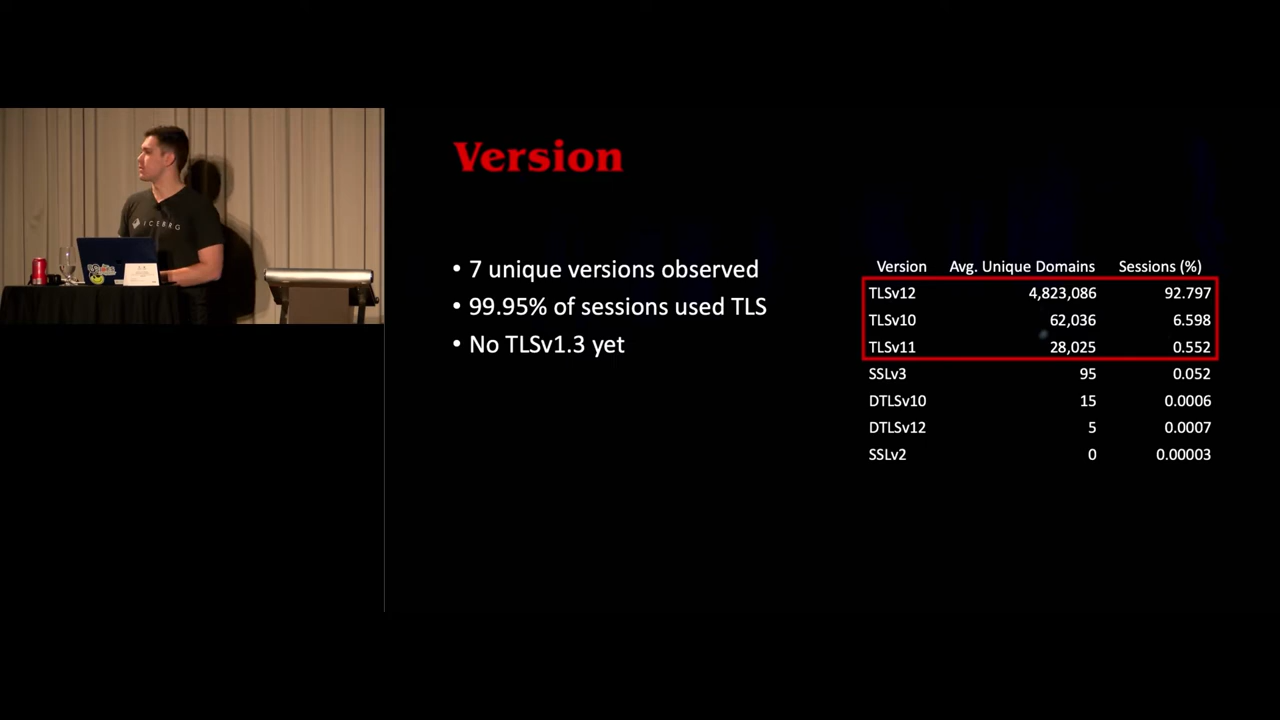 Version
• 7 unique versions observed
• 99.95% of sessions used TLS
• No TLSv1.3 yet
Version Avg. Unique Domains Sessions (%)
TLSv12 4,823,086 92.797
TLSv10 62,036 6.598
TLSv11 28,025 0.552
SSLv3 95 0.052
DTLSv10 15 0.0006
DTLSv12 5 0.0007
SSLv2 0 0.00003
ICEBRG